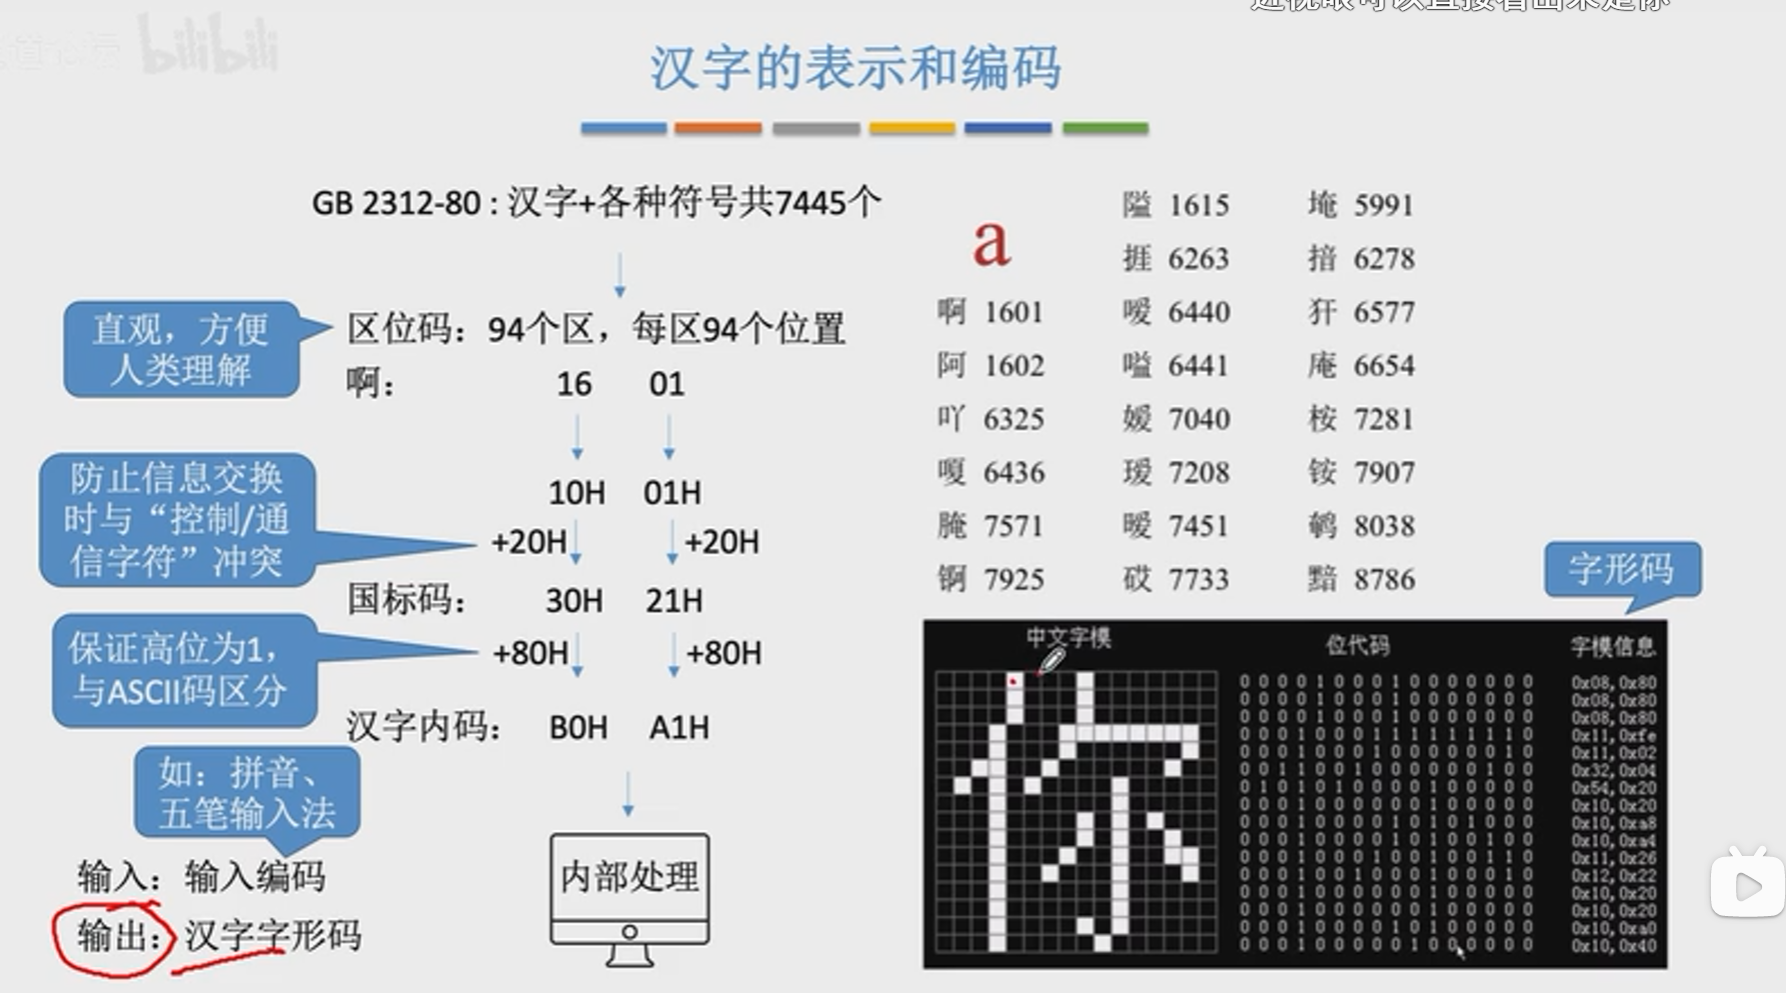 bilibili
汉字的表示和编码
GB 2312-80 : 汉字+各种符号共7445个
直观，方便
人类理解
区位码：94个区，每区94个位置
啊： 16 01
10H 01H
防止信息交换
时与“控制/通
信字符”冲突
+20H +20H
国标码： 30H 21H
保证高位为1，
与ASCII码区分
+80H +80H
汉字内码： B0H A1H
如：拼音、
五笔输入法
输入：输入编码
输出：汉字字形码
内部处理
a
啊 1601
阿 1602
吖 6325
嗄 6436
腌 7571
锕 7925
隘 1615
捱 6263
嗳 6440
嗌 6441
嫒 7040
瑷 7208
暧 7451
砹 7733
埯 5991
揞 6278
犴 6577
庵 6654
桉 7281
铵 7907
鹌 8038
黯 8786
字形码
中文字模 位代码 字模信息
0 0 0 0 1 0 0 0 1 0 0 0 0 0 0 0 0x08,0x80
0 0 0 0 1 0 0 0 1 0 0 0 0 0 0 0 0x08,0x80
0 0 0 0 1 0 0 0 1 0 0 0 0 0 0 0 0x08,0x80
0 0 0 1 0 0 0 1 1 1 1 1 1 1 1 0 0x11,0xfe
0 0 0 1 0 0 0 1 0 0 0 0 0 0 1 0 0x11,0x02
0 0 1 1 0 0 1 0 0 0 0 0 0 1 0 0 0x32,0x04
0 1 0 1 0 1 0 0 0 0 1 0 0 0 0 0 0x54,0x20
0 0 0 1 0 0 0 0 0 0 1 0 0 0 0 0 0x10,0x20
0 0 0 1 0 0 0 0 1 0 1 0 1 0 0 0 0x10,0xa8
0 0 0 1 0 0 0 0 1 0 1 0 0 1 0 0 0x10,0xa4
0 0 0 1 0 0 0 1 0 0 1 0 0 1 1 0 0x11,0x26
0 0 0 1 0 0 1 0 0 0 1 0 0 0 1 0 0x12,0x22
0 0 0 1 0 0 0 0 0 0 1 0 0 0 0 0 0x10,0x20
0 0 0 1 0 0 0 0 0 0 1 0 0 0 0 0 0x10,0x20
0 0 0 1 0 0 0 0 1 0 1 0 0 0 0 0 0x10,0xa0
0 0 0 1 0 0 0 0 0 1 0 0 0 0 0 0 0x10,0x40